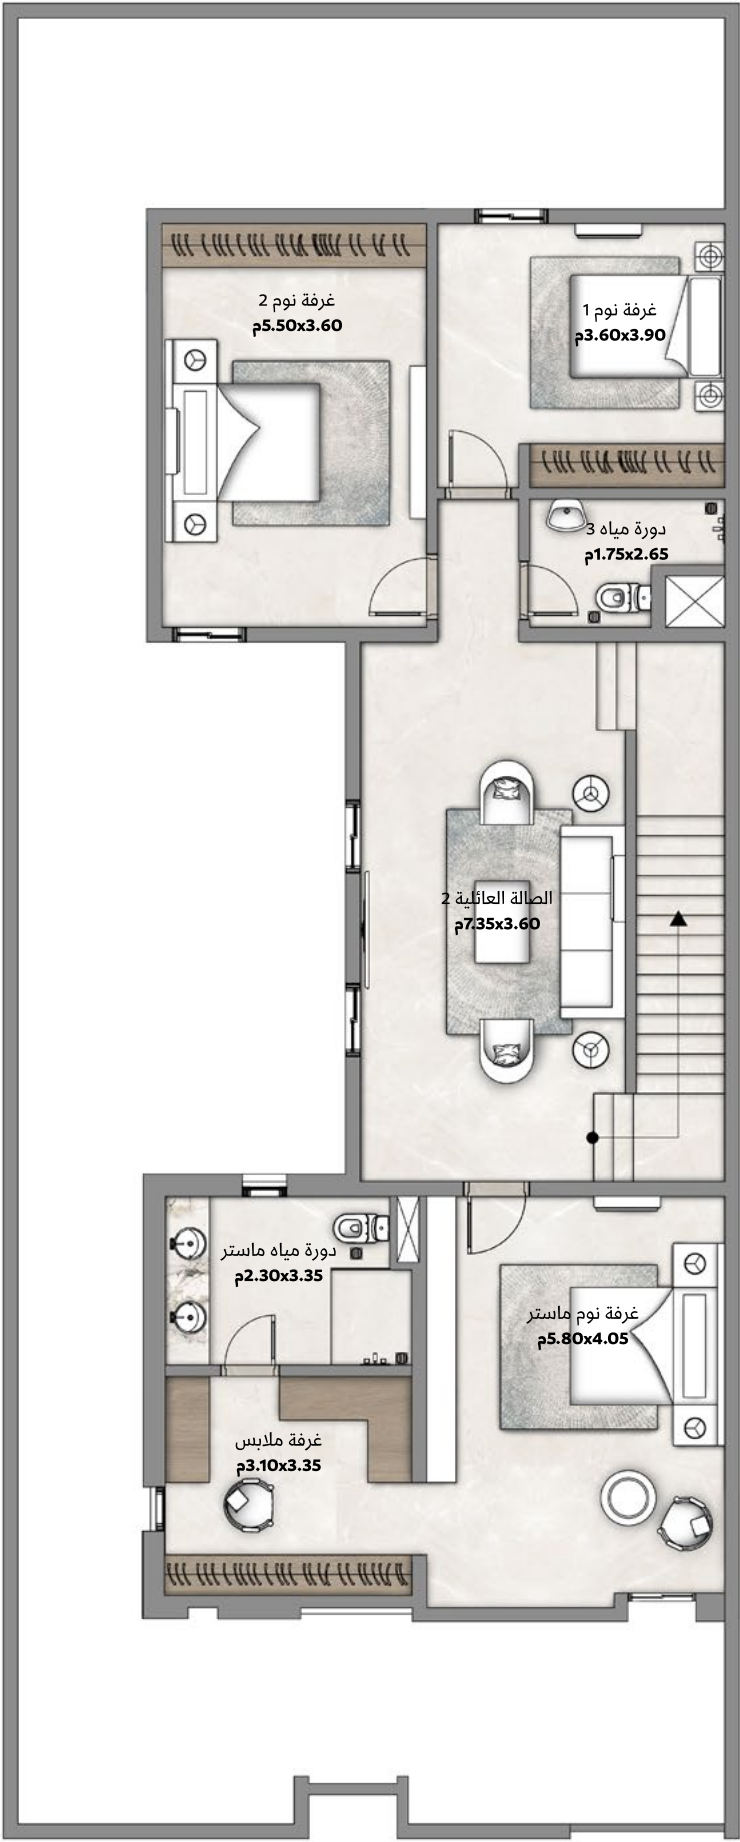 غرفة نوم 2
5.50x3.60م
غرفة نوم 1
3.60x3.90م
دورة مياه 3
1.75x2.65م
الصالة العائلية 2
7.35x3.60م
دورة مياه ماستر
2.30x3.35م
غرفة نوم ماستر
5.80x4.05م
غرفة ملابس
3.10x3.35م